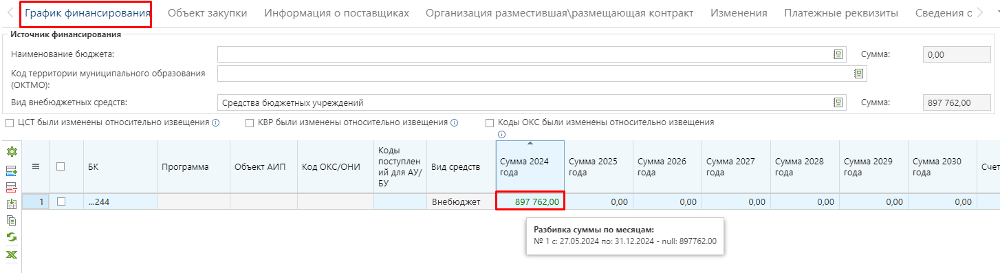 График финансирования Объект закупки Информация о поставщиках Организация разместившая\размещающая контракт Изменения Платежные реквизиты Сведения о
Источник финансирования
Наименование бюджета: Сумма: 0,00
Код территории муниципального образования
(ОКТМО):
Вид внебюджетных средств: Средства бюджетных учреждений Сумма: 897 762,00
ЦСТ были изменены относительно извещения КВР были изменены относительно извещения Коды ОКС были изменены относительно извещения
БК Программа Объект АИП Код ОКС/ОНИ Коды поступлен ий для АУ/ БУ Вид средств Сумма 2024 года Сумма 2025 года Сумма 2026 года Сумма 2027 года Сумма 2028 года Сумма 2029 года Сумма 2030 года Счет
1 ...244 Внебюджет 897 762,00 0,00 0,00 0,00 0,00 0,00 0,00
Разбивка суммы по месяцам:
№ 1 с: 27.05.2024 по: 31.12.2024 - null: 897762.00